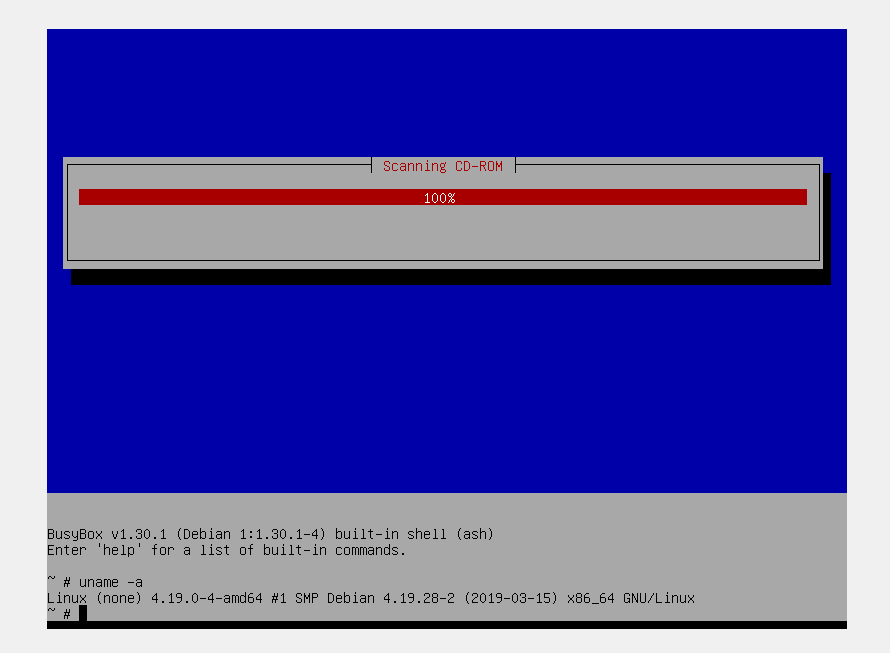 Scanning CD-ROM
100%
BusyBox v1.30.1 (Debian 1:1.30.1-4) built-in shell (ash)
Enter 'help' for a list of built-in commands.
~ # uname -a
Linux (none) 4.19.0-4-amd64 #1 SMP Debian 4.19.28-2 (2019-03-15) x86_64 GNU/Linux
~ #